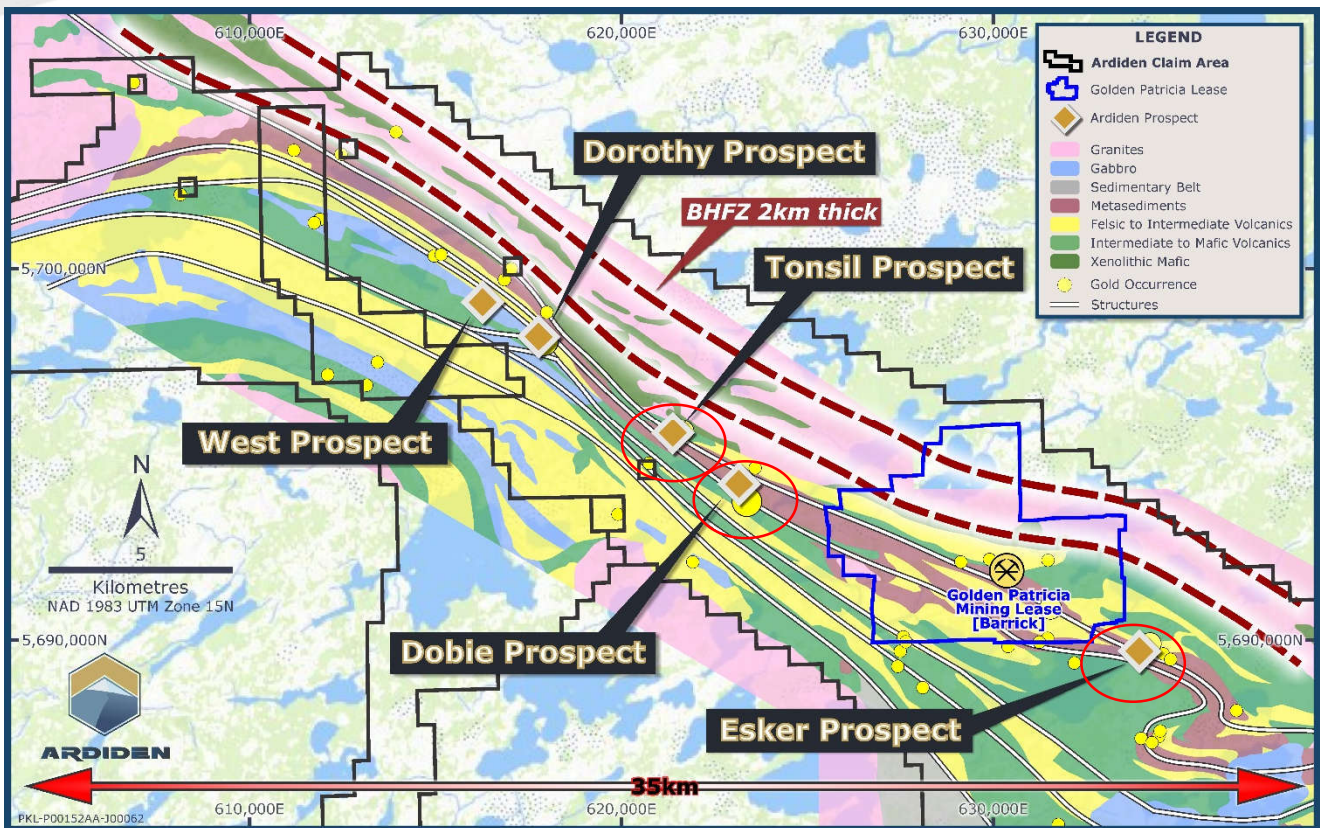 610,000E
620,000E
630,000E
LEGEND
Ardiden Claim Area
Golden Patricia Lease
Ardiden Prospect
Granites
Gabbro
Sedimentary Belt
Metasediments
Felsic to Intermediate Volcanics
Intermediate to Mafic Volcanics
Xenolithic Mafic
Gold Occurrence
Structures
Dorothy Prospect
BHFZ 2km thick
Tonsil Prospect
5,700,000N
West Prospect
N
5
Kilometres
NAD 1983 UTM Zone 15N
Golden Patricia
Mining Lease
[Barrick]
5,690,000N
5,690,000N
Dobie Prospect
Esker Prospect
ARDIDEN
35km
610,000E
620,000E
630,000E
PKL-P00152AA-J00062